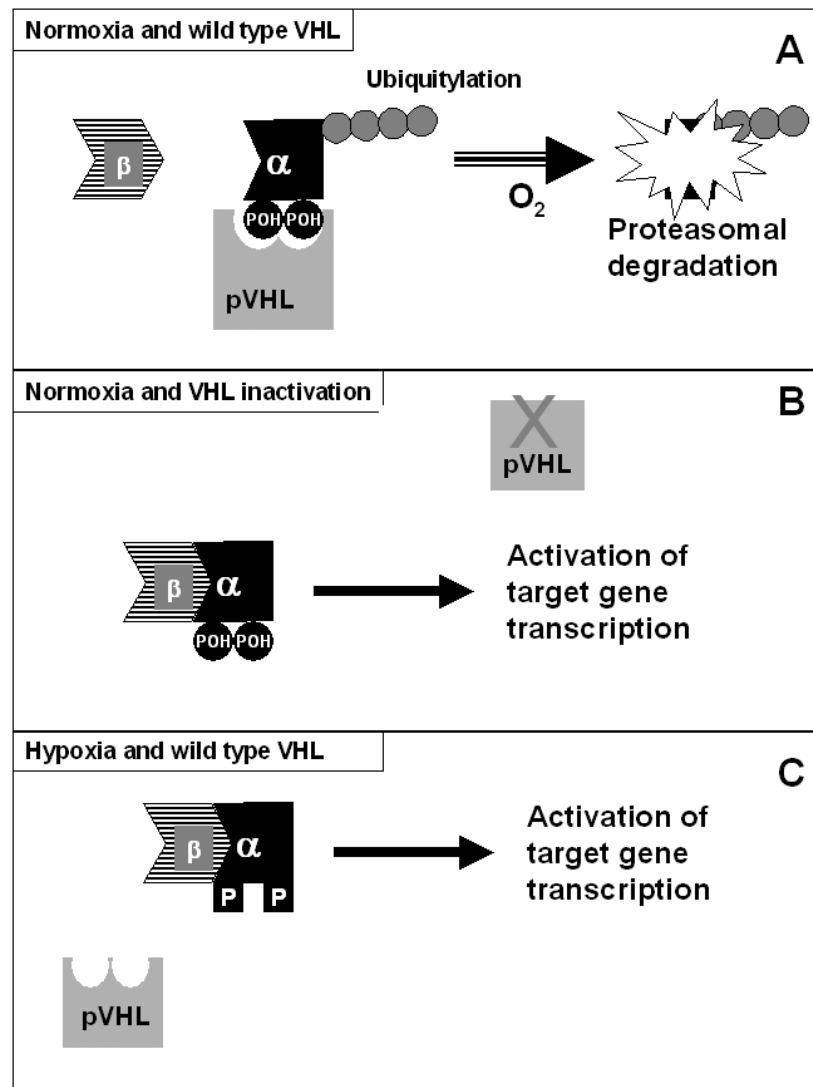 Normoxia and wild type VHL
A
Ubiquitylation
β
α
POH POH
pVHL
O₂
Proteasomal
degradation
Normoxia and VHL inactivation
B
X
pVHL
β
α
POH POH
Activation of
target gene
transcription
Hypoxia and wild type VHL
C
β
α
P P
Activation of
target gene
transcription
pVHL